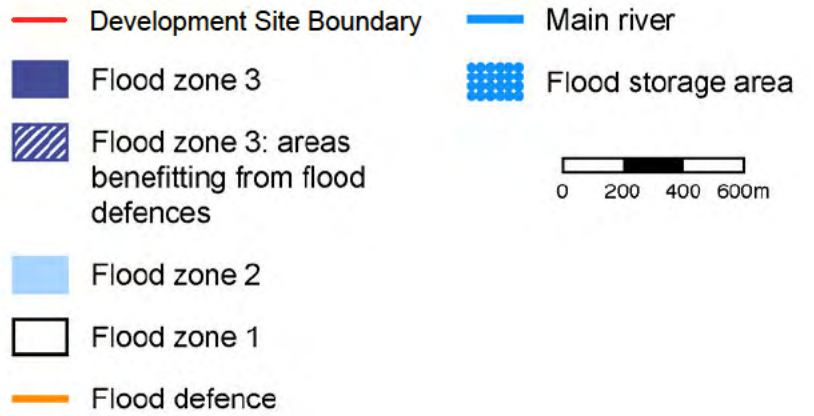 Development Site Boundary
Flood zone 3
Flood zone 3: areas
benefitting from flood
defences
Flood zone 2
Flood zone 1
Flood defence
Main river
Flood storage area
0 200 400 600m